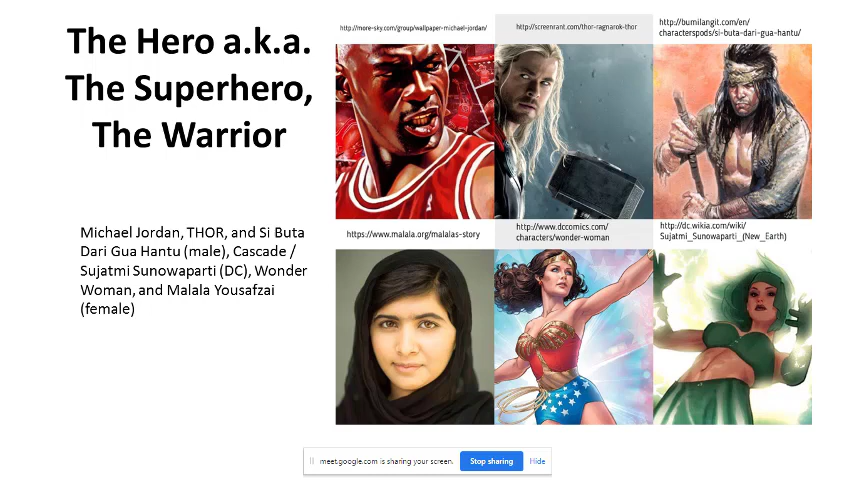 The Hero a.k.a.
The Superhero,
The Warrior
Michael Jordan, THOR, and Si Buta
Dari Gua Hantu (male), Cascade /
Sujatmi Sunowaparti (DC), Wonder
Woman, and Malala Yousafzai
(female)
http://more-sky.com/group/wallpaper-michael-jordan/
http://screenrant.com/thor-ragnarok-thor
http://bumilangit.com/en/
characterspods/si-buta-dari-gua-hantu/
https://www.malala.org/malalas-story
http://www.dccomics.com/
characters/wonder-woman
http://dc.wikia.com/wiki/
Sujatmi_Sunowaparti_(New_Earth)
meet.google.com is sharing your screen.
Stop sharing
Hide